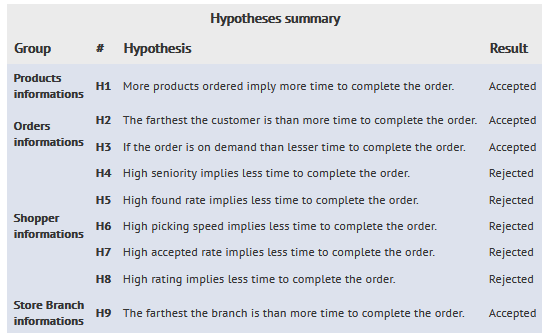 Hypotheses summary
Group # Hypothesis Result
Products informations H1 More products ordered imply more time to complete the order. Accepted
Orders informations H2 The farthest the customer is than more time to complete the order. Accepted
H3 If the order is on demand than lesser time to complete the order. Accepted
Shopper informations H4 High seniority implies less time to complete the order. Rejected
H5 High found rate implies less time to complete the order. Rejected
H6 High picking speed implies less time to complete the order. Rejected
H7 High accepted rate implies less time to complete the order. Rejected
H8 High rating implies less time to complete the order. Rejected
Store Branch informations H9 The farthest the branch is than more time to complete the order. Accepted